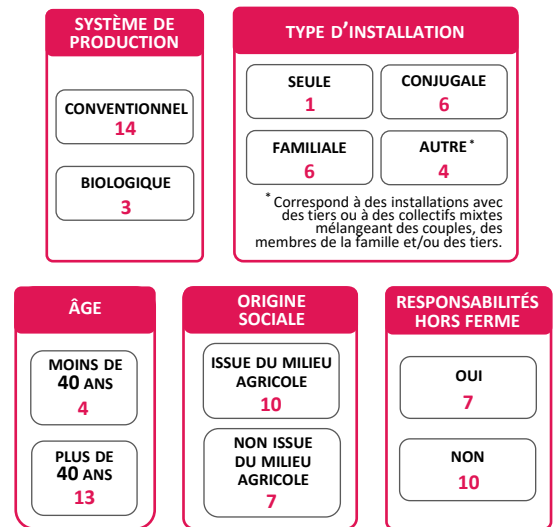 SYSTÈME DE
PRODUCTION
CONVENTIONNEL
14
BIOLOGIQUE
3
TYPE D’INSTALLATION
SEULE
1
CONJUGALE
6
FAMILIALE
6
AUTRE *
4
* Correspond à des installations avec
des tiers ou à des collectifs mixtes
mélangeant des couples, des
membres de la famille et/ou des tiers.
ÂGE
MOINS DE
40 ANS
4
PLUS DE
40 ANS
13
ORIGINE
SOCIALE
ISSUE DU MILIEU
AGRICOLE
10
NON ISSUE
DU MILIEU
AGRICOLE
7
RESPONSABILITÉS
HORS FERME
OUI
7
NON
10